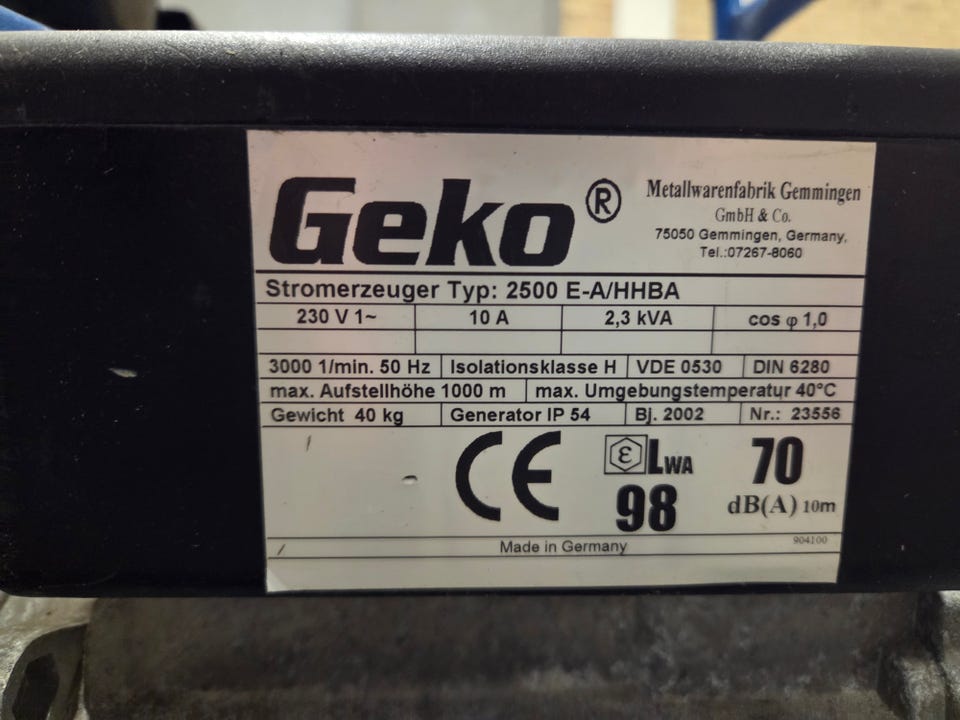 Geko®
Metallwarenfabrik Gemmingen
GmbH & Co.
75050 Gemmingen, Germany,
Tel.:07267-8060
Stromerzeuger Typ: 2500 E-A/HHBA
230 V 1~ 10 A 2,3 kVA cos φ 1,0
3000 1/min. 50 Hz Isolationsklasse H VDE 0530 DIN 6280
max. Aufstellhöhe 1000 m max. Umgebungstemperatur 40°C
Gewicht 40 kg Generator IP 54 Bj. 2002 Nr.: 23556
CE ε LWA 70
98 dB(A) 10m
Made in Germany 904100